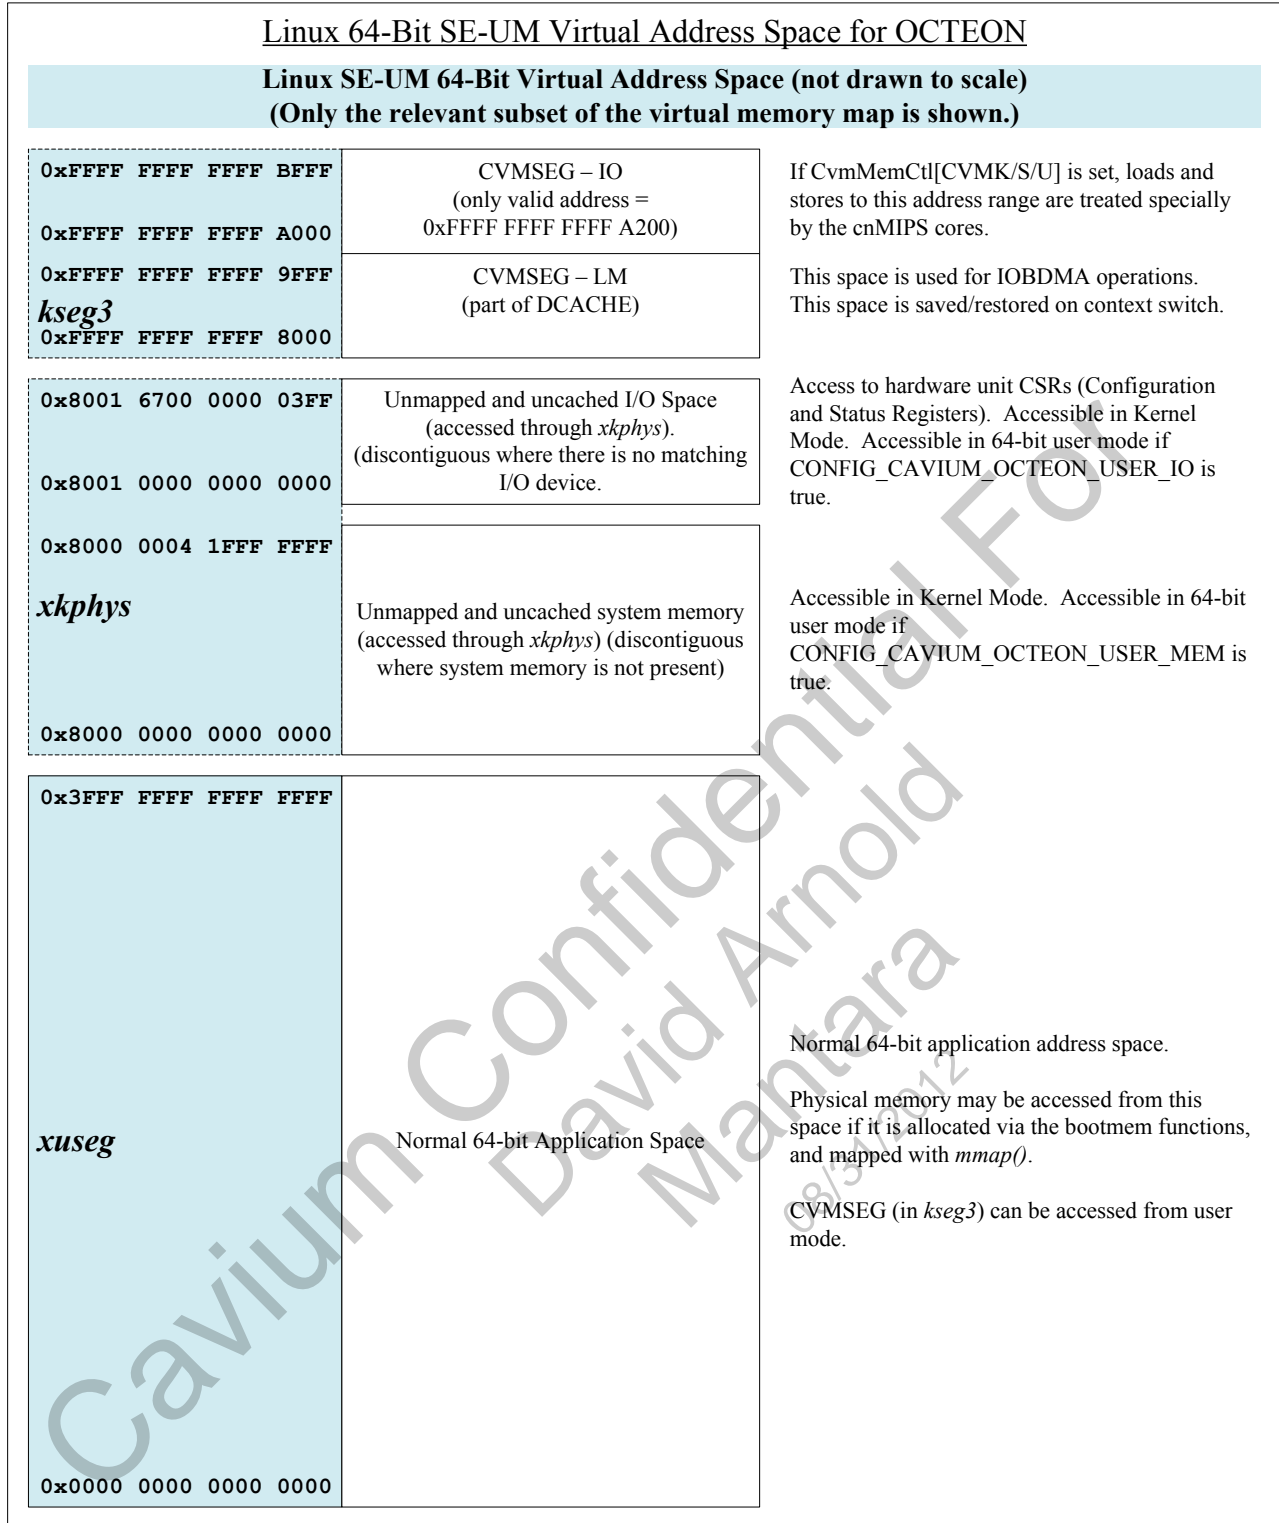 Linux 64-Bit SE-UM Virtual Address Space for OCTEON
Linux SE-UM 64-Bit Virtual Address Space (not drawn to scale)
(Only the relevant subset of the virtual memory map is shown.)
0xFFFF FFFF FFFF BFFF
0xFFFF FFFF FFFF A000
CVMSEG – IO
(only valid address =
0xFFFF FFFF FFFF A200)
If CvmMemCtl[CVMK/S/U] is set, loads and
stores to this address range are treated specially
by the cnMIPS cores.
0xFFFF FFFF FFFF 9FFF
kseg3
0xFFFF FFFF FFFF 8000
CVMSEG – LM
(part of DCACHE)
This space is used for IOBDMA operations.
This space is saved/restored on context switch.
0x8001 6700 0000 03FF
0x8001 0000 0000 0000
Unmapped and uncached I/O Space
(accessed through xkphys).
(discontiguous where there is no matching
I/O device.
Access to hardware unit CSRs (Configuration
and Status Registers).  Accessible in Kernel
Mode.  Accessible in 64-bit user mode if
CONFIG_CAVIUM_OCTEON_USER_IO is
true.
0x8000 0004 1FFF FFFF
xkphys
0x8000 0000 0000 0000
Unmapped and uncached system memory
(accessed through xkphys) (discontiguous
where system memory is not present)
Accessible in Kernel Mode.  Accessible in 64-bit
user mode if
CONFIG_CAVIUM_OCTEON_USER_MEM is
true.
0x3FFF FFFF FFFF FFFF
xuseg
0x0000 0000 0000 0000
Normal 64-bit Application Space
Normal 64-bit application address space.
Physical memory may be accessed from this
space if it is allocated via the bootmem functions,
and mapped with mmap().
CVMSEG (in kseg3) can be accessed from user
mode.
Cavium Confidential For
David Arnold
Mantara
08/31/2012